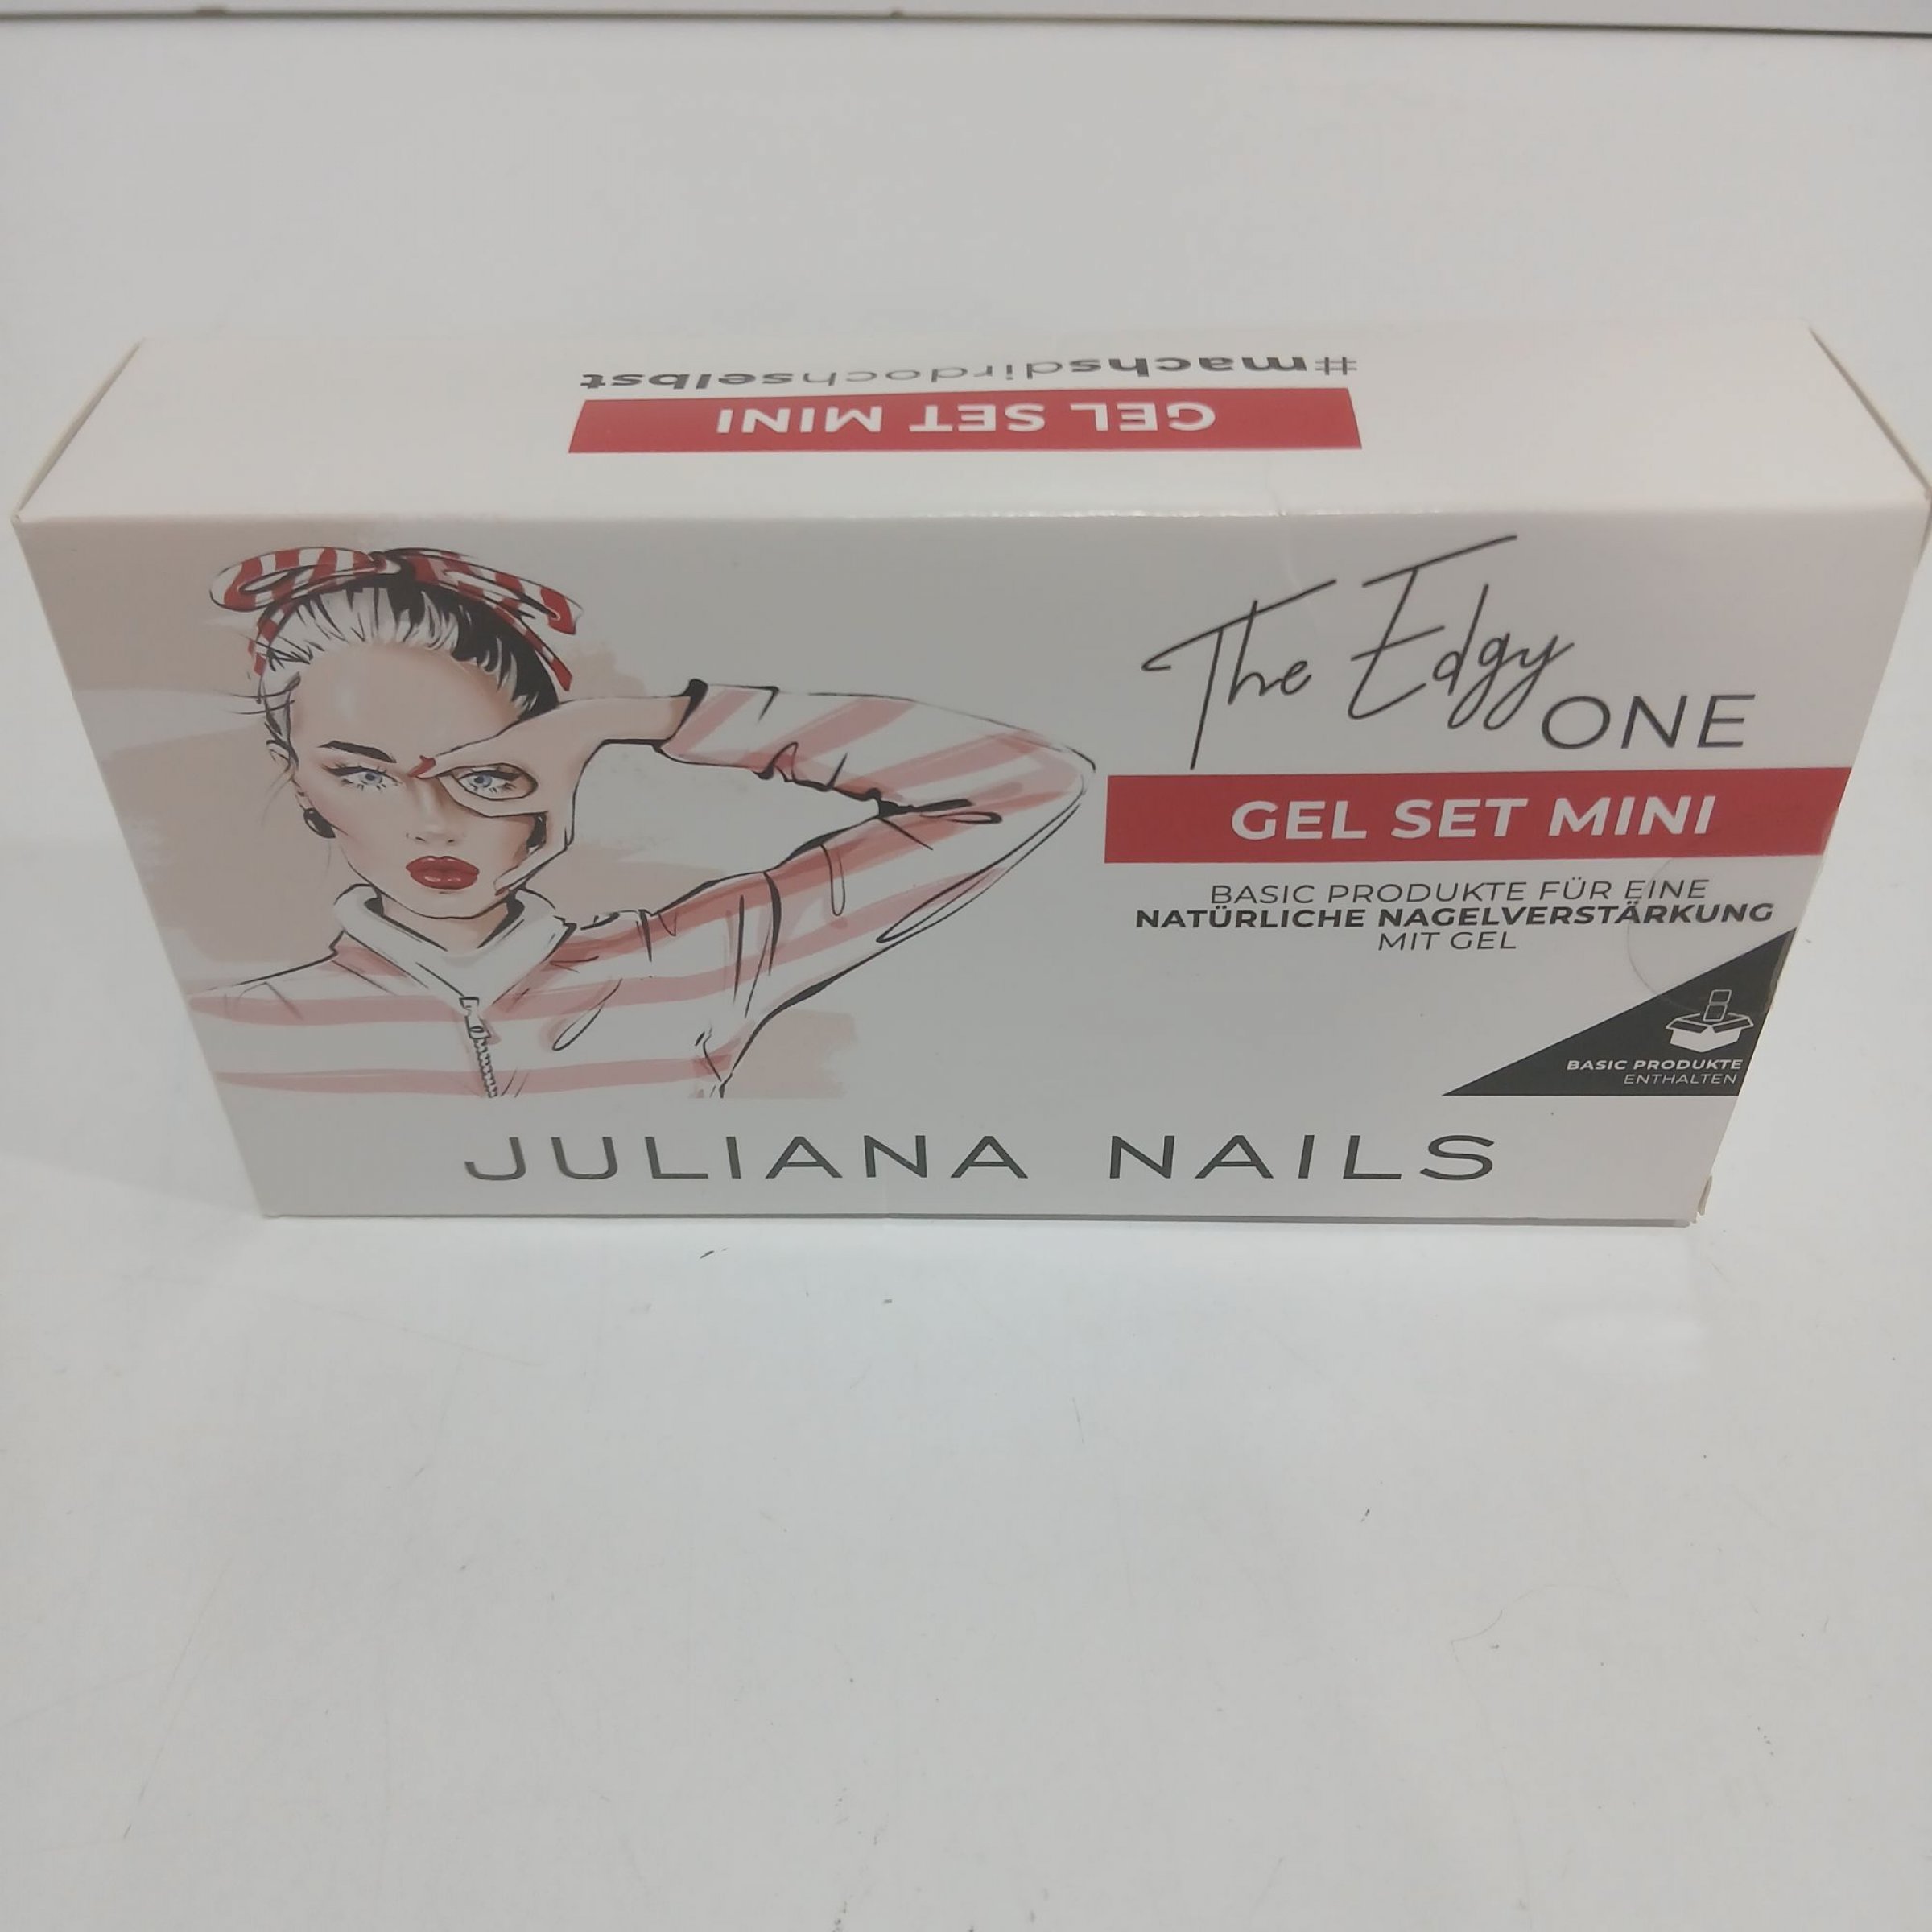 #machsdirdochselbst
GEL SET MINI
The Edgy ONE
GEL SET MINI
BASIC PRODUKTE FÜR EINE
NATÜRLICHE NAGELVERSTÄRKUNG
MIT GEL
BASIC PRODUKTE
ENTHALTEN
JULIANA NAILS